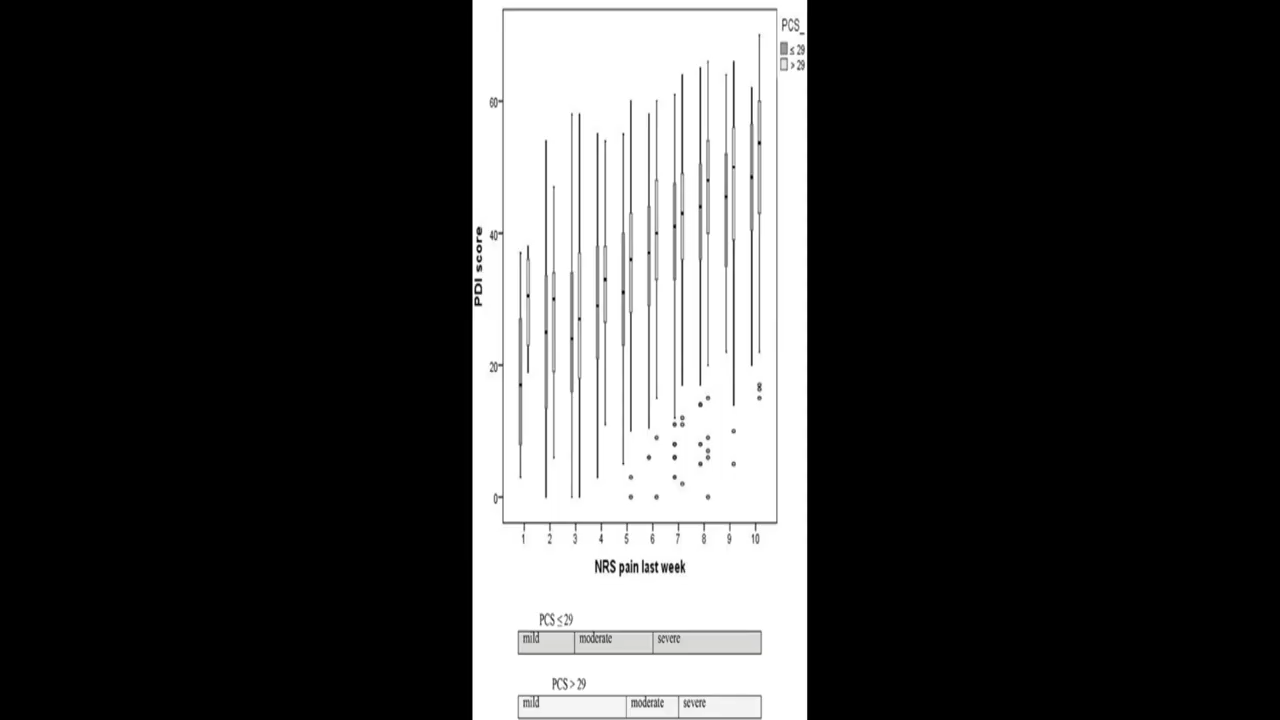 PCS_
≤ 29
> 29
60
40
20
0
PDI score
1 2 3 4 5 6 7 8 9 10
NRS pain last week
PCS ≤ 29
mild moderate severe
PCS > 29
mild moderate severe